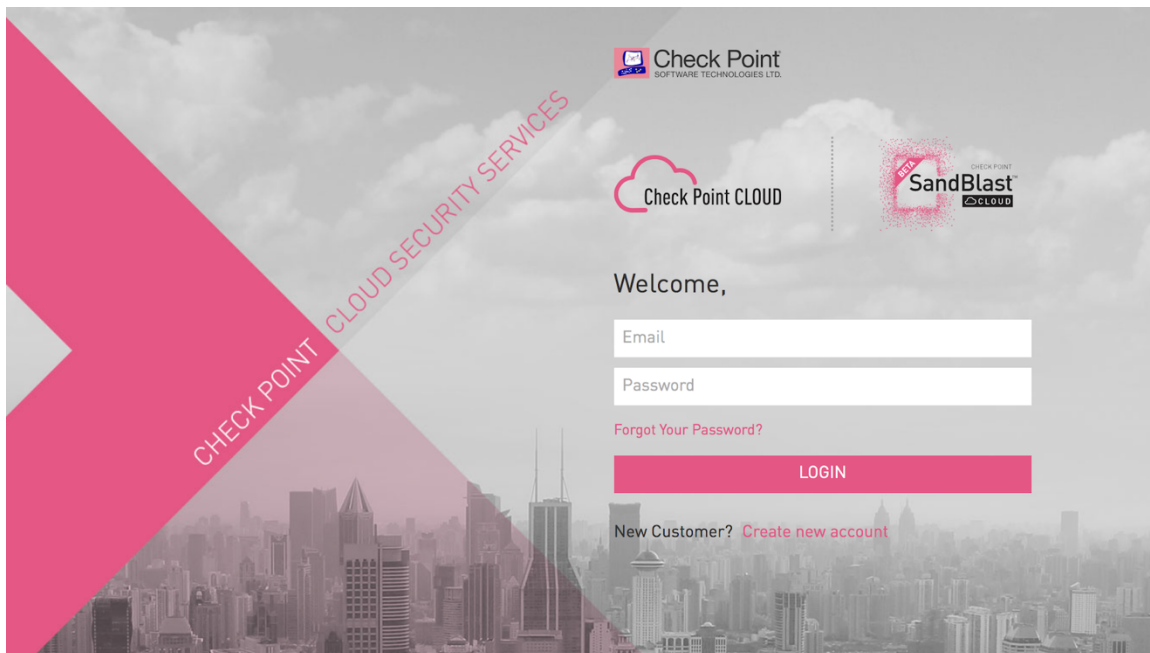 Check Point
SOFTWARE TECHNOLOGIES LTD.
CHECK POINT CLOUD SECURITY SERVICES
Check Point CLOUD
BETA
CHECK POINT
SandBlast™
CLOUD
Welcome,
Email
Password
Forgot Your Password?
LOGIN
New Customer? Create new account